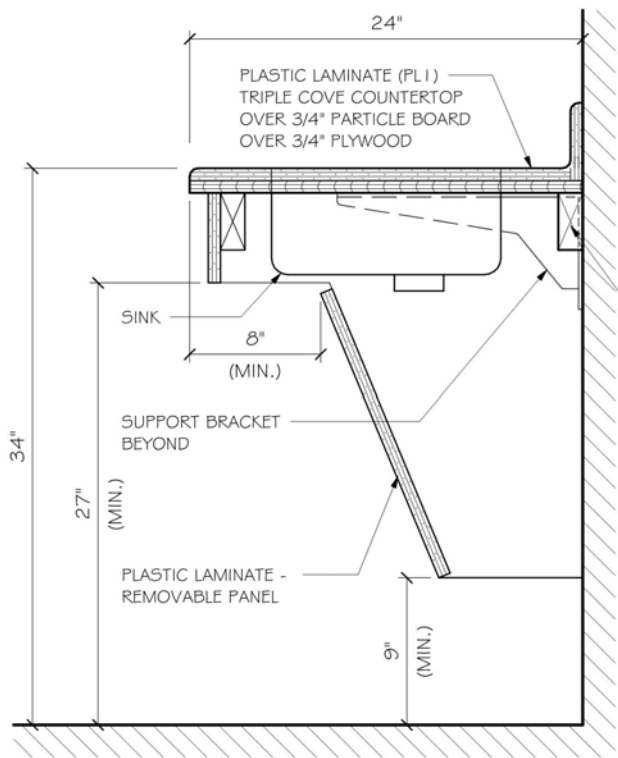 24"
PLASTIC LAMINATE (PL1)
TRIPLE COVE COUNTERTOP
OVER 3/4" PARTICLE BOARD
OVER 3/4" PLYWOOD
SINK
8"
(MIN.)
SUPPORT BRACKET
BEYOND
34"
27"
(MIN.)
PLASTIC LAMINATE -
REMOVABLE PANEL
9"
(MIN.)